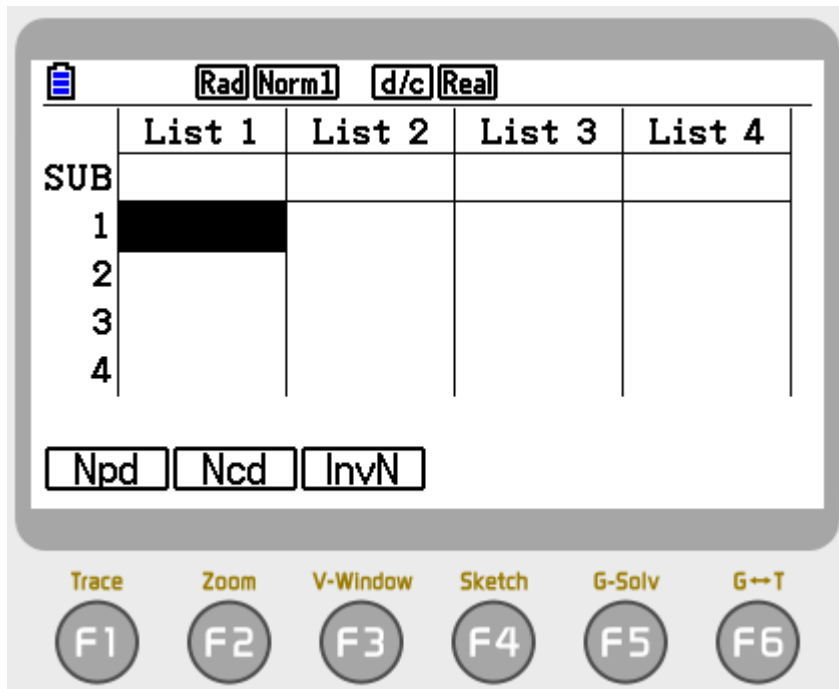 Rad Norm1 d/c Real
List 1 List 2 List 3 List 4
SUB
1
2
3
4
Npd Ncd InvN
Trace Zoom V-Window Sketch G-Solv G↔T
F1 F2 F3 F4 F5 F6